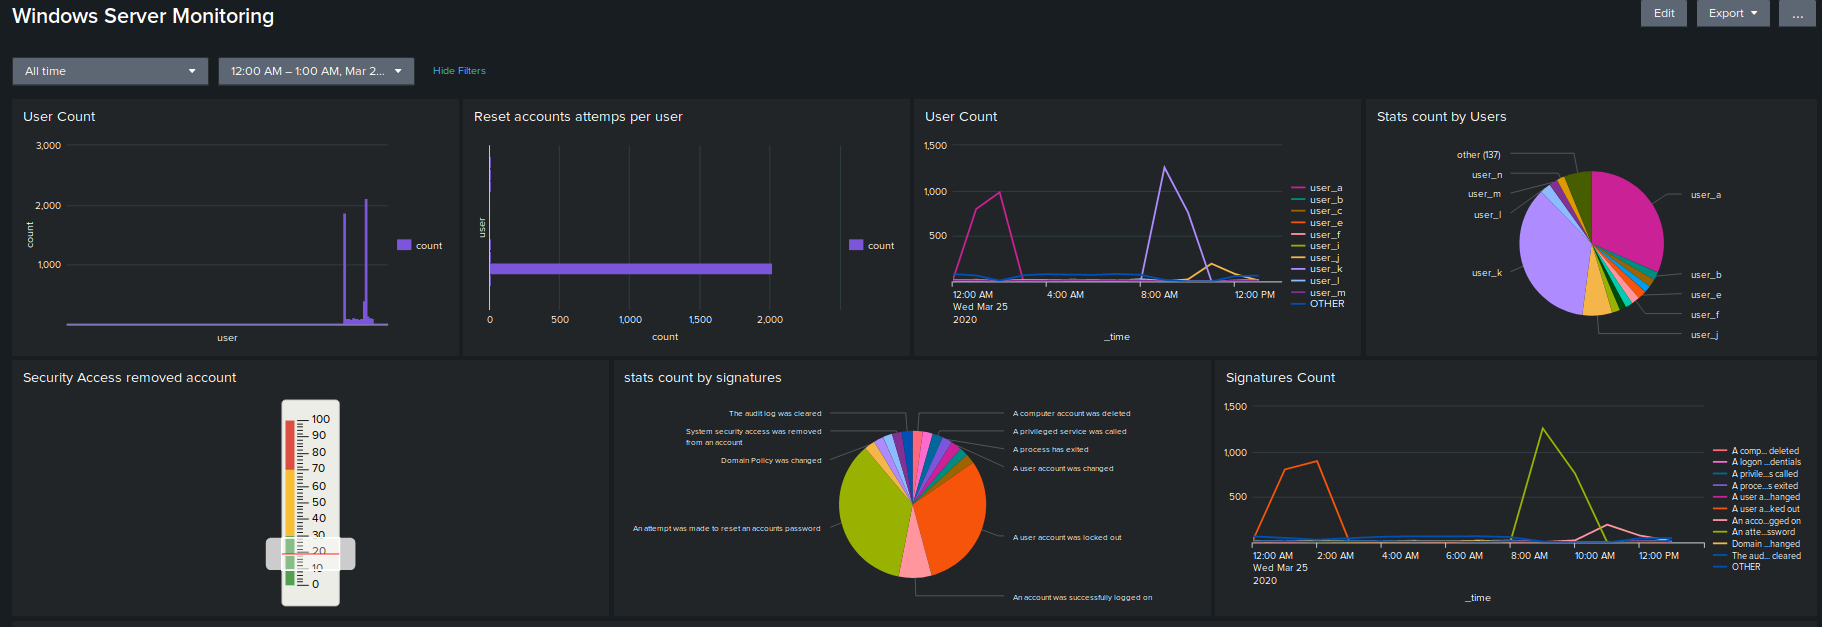 Windows Server Monitoring
Edit
Export
...
All time
12:00 AM – 1:00 AM, Mar 2...
Hide Filters
User Count
3,000
2,000
1,000
count
user
count
Reset accounts attemps per user
user
0
500
1,000
1,500
2,000
count
count
User Count
1,500
1,000
500
12:00 AM
Wed Mar 25
2020
4:00 AM
8:00 AM
12:00 PM
_time
user_a
user_b
user_c
user_e
user_f
user_i
user_j
user_k
user_l
user_m
OTHER
Stats count by Users
other (137)
user_n
user_m
user_l
user_k
user_a
user_b
user_e
user_f
user_j
Security Access removed account
100
90
80
70
60
50
40
30
20
10
0
stats count by signatures
The audit log was cleared
System security access was removed
from an account
Domain Policy was changed
An attempt was made to reset an accounts password
A computer account was deleted
A privileged service was called
A process has exited
A user account was changed
A user account was locked out
An account was successfully logged on
Signatures Count
1,500
1,000
500
12:00 AM
Wed Mar 25
2020
2:00 AM
4:00 AM
6:00 AM
8:00 AM
10:00 AM
12:00 PM
_time
A comp... deleted
A logon ...dentials
A privile...s called
A proce...s exited
A user a...hanged
A user a...ked out
An acco...gged on
An atte...ssword
Domain ...hanged
The aud... cleared
OTHER